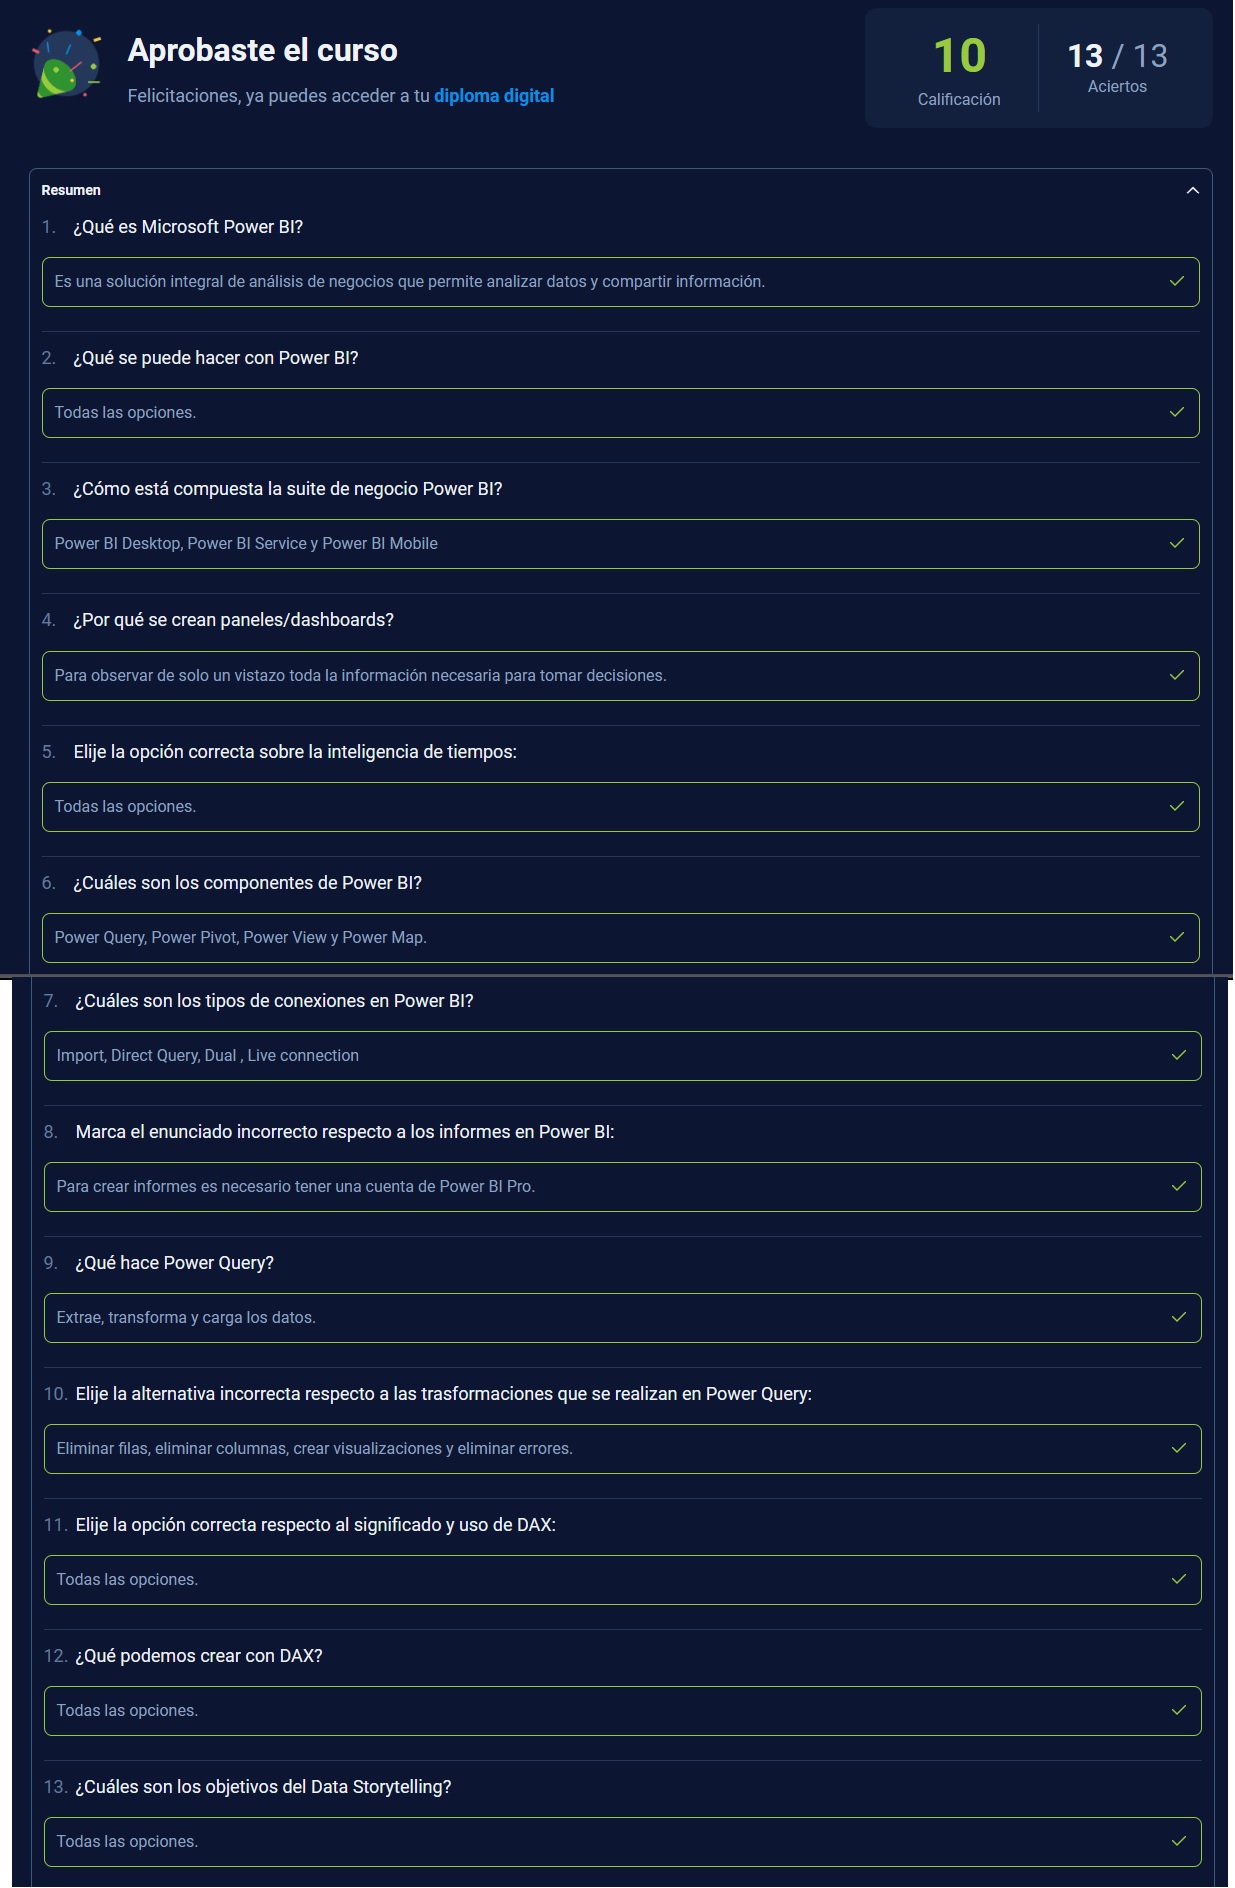 Aprobaste el curso
Felicitaciones, ya puedes acceder a tu diploma digital
10
Calificación
13 / 13
Aciertos
Resumen
1. ¿Qué es Microsoft Power BI?
Es una solución integral de análisis de negocios que permite analizar datos y compartir información.
2. ¿Qué se puede hacer con Power BI?
Todas las opciones.
3. ¿Cómo está compuesta la suite de negocio Power BI?
Power BI Desktop, Power BI Service y Power BI Mobile
4. ¿Por qué se crean paneles/dashboards?
Para observar de solo un vistazo toda la información necesaria para tomar decisiones.
5. Elije la opción correcta sobre la inteligencia de tiempos:
Todas las opciones.
6. ¿Cuáles son los componentes de Power BI?
Power Query, Power Pivot, Power View y Power Map.
7. ¿Cuáles son los tipos de conexiones en Power BI?
Import, Direct Query, Dual , Live connection
8. Marca el enunciado incorrecto respecto a los informes en Power BI:
Para crear informes es necesario tener una cuenta de Power BI Pro.
9. ¿Qué hace Power Query?
Extrae, transforma y carga los datos.
10. Elije la alternativa incorrecta respecto a las trasformaciones que se realizan en Power Query:
Eliminar filas, eliminar columnas, crear visualizaciones y eliminar errores.
11. Elije la opción correcta respecto al significado y uso de DAX:
Todas las opciones.
12. ¿Qué podemos crear con DAX?
Todas las opciones.
13. ¿Cuáles son los objetivos del Data Storytelling?
Todas las opciones.